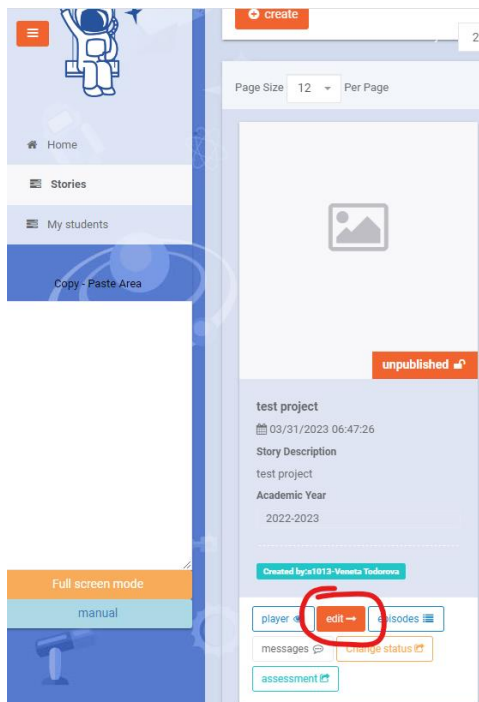 create
2
Page Size 12 Per Page
Home
Stories
My students
Copy - Paste Area
unpublished
test project
03/31/2023 06:47:26
Story Description
test project
Academic Year
2022-2023
Created by:s1013-Veneta Todorova
Full screen mode
manual
player edit episodes
messages Change status
assessment